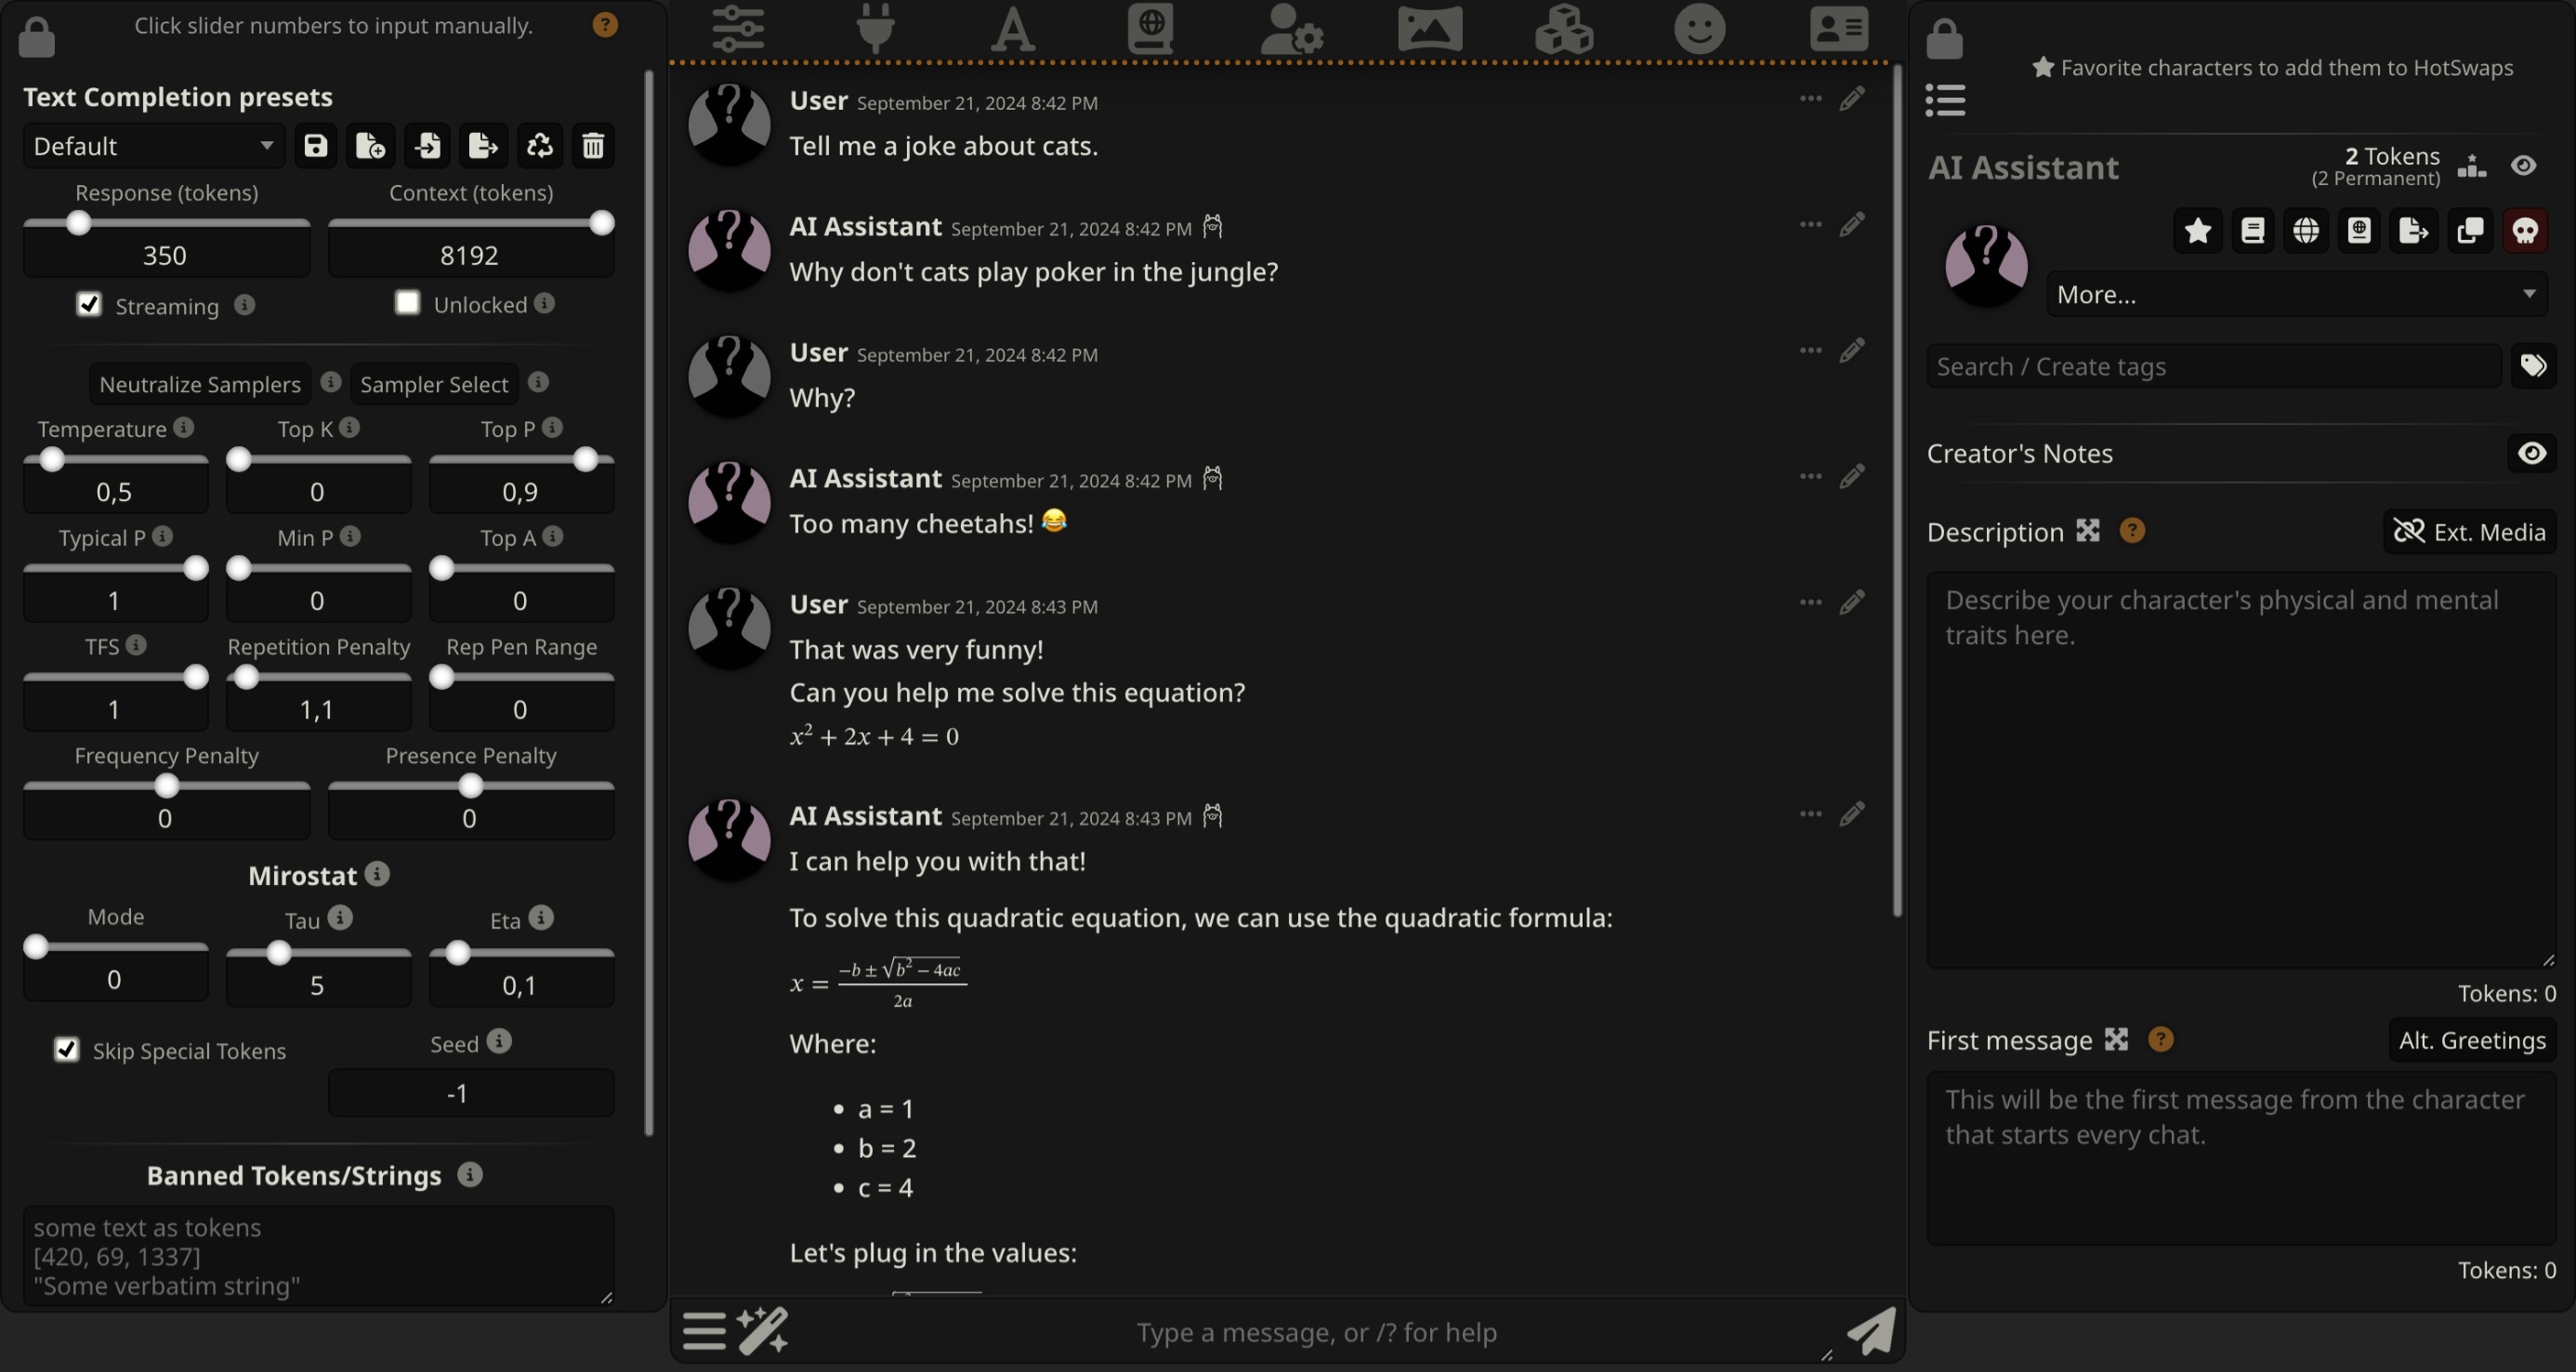 Click slider numbers to input manually.
Text Completion presets
Default
Response (tokens)
Context (tokens)
350
8192
Streaming
Unlocked
Neutralize Samplers
Sampler Select
Temperature
Top K
Top P
0,5
0
0,9
Typical P
Min P
Top A
1
0
0
TFS
Repetition Penalty
Rep Pen Range
1
1,1
0
Frequency Penalty
Presence Penalty
0
0
Mirostat
Mode
Tau
Eta
0
5
0,1
Skip Special Tokens
Seed
-1
Banned Tokens/Strings
some text as tokens
[420, 69, 1337]
"Some verbatim string"
User September 21, 2024 8:42 PM
Tell me a joke about cats.
AI Assistant September 21, 2024 8:42 PM
Why don't cats play poker in the jungle?
User September 21, 2024 8:42 PM
Why?
AI Assistant September 21, 2024 8:42 PM
Too many cheetahs! 😂
User September 21, 2024 8:43 PM
That was very funny!
Can you help me solve this equation?
x² + 2x + 4 = 0
AI Assistant September 21, 2024 8:43 PM
I can help you with that!
To solve this quadratic equation, we can use the quadratic formula:
x = (−b ± √(b² − 4ac)) / 2a
Where:
• a = 1
• b = 2
• c = 4
Let's plug in the values:
Type a message, or /? for help
Favorite characters to add them to HotSwaps
AI Assistant
2 Tokens
(2 Permanent)
More...
Search / Create tags
Creator's Notes
Description
Ext. Media
Describe your character's physical and mental
traits here.
Tokens: 0
First message
Alt. Greetings
This will be the first message from the character
that starts every chat.
Tokens: 0